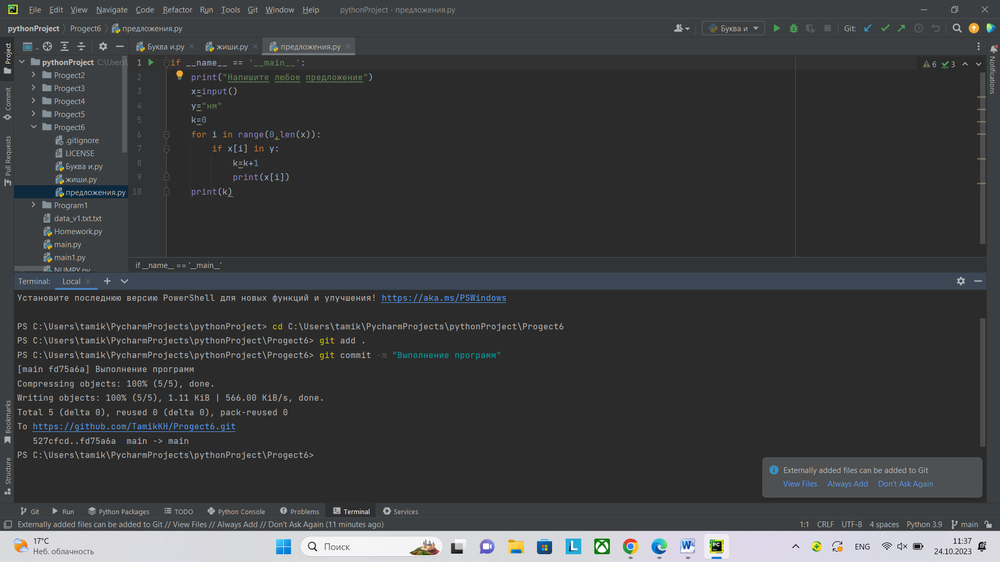 File Edit View Navigate Code Refactor Run Tools Git Window Help pythonProject - предложения.py
pythonProject Progect6 предложения.py Буква и Git:
Project .. Буква и.py жиши.py предложения.py
pythonProject C:\Users\
Progect2
Progect3
Progect4
Progect5
Progect6
.gitignore
LICENSE
Буква и.py
жиши.py
предложения.py
Program1
data_v1.txt.txt
Homework.py
main.py
main1.py
NUMPY.py
Commit
Pull Requests
Bookmarks
Structure
Notifications
6 3
1 if __name__ == '__main__':
2 print("Напишите любое предложение")
3 x=input()
4 y="нм"
5 k=0
6 for i in range(0,len(x)):
7 if x[i] in y:
8 k=k+1
9 print(x[i])
10 print(k)
if __name__ == '__main__'
Terminal: Local
Установите последнюю версию PowerShell для новых функций и улучшения! https://aka.ms/PSWindows
PS C:\Users\tamik\PycharmProjects\pythonProject> cd C:\Users\tamik\PycharmProjects\pythonProject\Progect6
PS C:\Users\tamik\PycharmProjects\pythonProject\Progect6> git add .
PS C:\Users\tamik\PycharmProjects\pythonProject\Progect6> git commit -m "Выполнение программ"
[main fd75a6a] Выполнение программ
Compressing objects: 100% (5/5), done.
Writing objects: 100% (5/5), 1.11 KiB | 566.00 KiB/s, done.
Total 5 (delta 0), reused 0 (delta 0), pack-reused 0
To https://github.com/TamikKH/Progect6.git
527cfcd..fd75a6a main -> main
PS C:\Users\tamik\PycharmProjects\pythonProject\Progect6>
Externally added files can be added to Git
View Files Always Add Don't Ask Again
Git Run Python Packages TODO Python Console Problems Terminal Services
Externally added files can be added to Git // View Files // Always Add // Don't Ask Again (11 minutes ago) 1:1 CRLF UTF-8 4 spaces Python 3.9 main
17°C
Неб. облачность
Поиск
ENG
11:37
24.10.2023